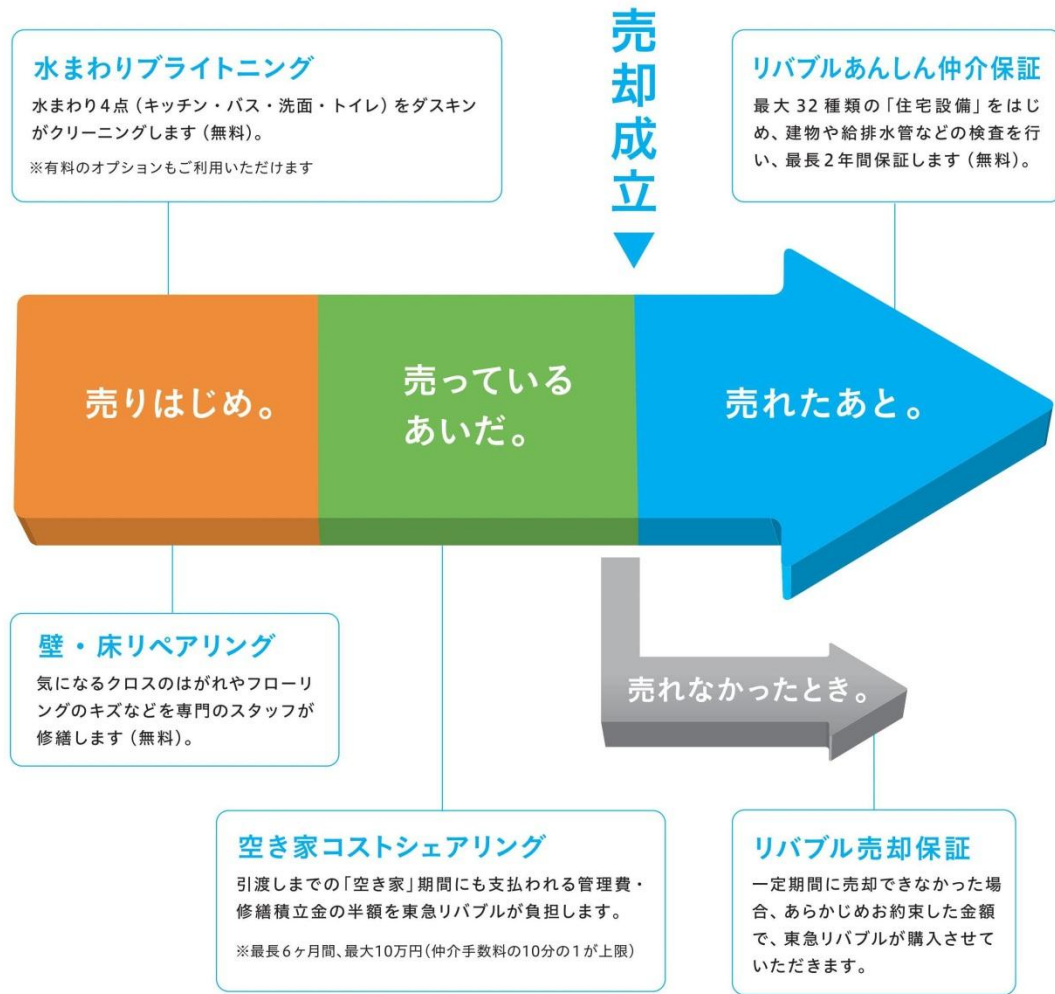 水まわりブライトニング
水まわり4点（キッチン・バス・洗面・トイレ）をダスキン
がクリーニングします（無料）。
※有料のオプションもご利用いただけます
売却成立
リバブルあんしん仲介保証
最大32種類の「住宅設備」をはじ
め、建物や給排水管などの検査を行
い、最長2年間保証します（無料）。
売りはじめ。
売っている
あいだ。
売れたあと。
壁・床リペアリング
気になるクロスのはがれやフローリ
ングのキズなどを専門のスタッフが
修繕します（無料）。
売れなかったとき。
空き家コストシェアリング
引渡しまでの「空き家」期間にも支払われる管理費・
修繕積立金の半額を東急リバブルが負担します。
※最長6ヶ月間、最大10万円（仲介手数料の10分の1が上限）
リバブル売却保証
一定期間に売却できなかった場
合、あらかじめお約束した金額
で、東急リバブルが購入させて
いただきます。